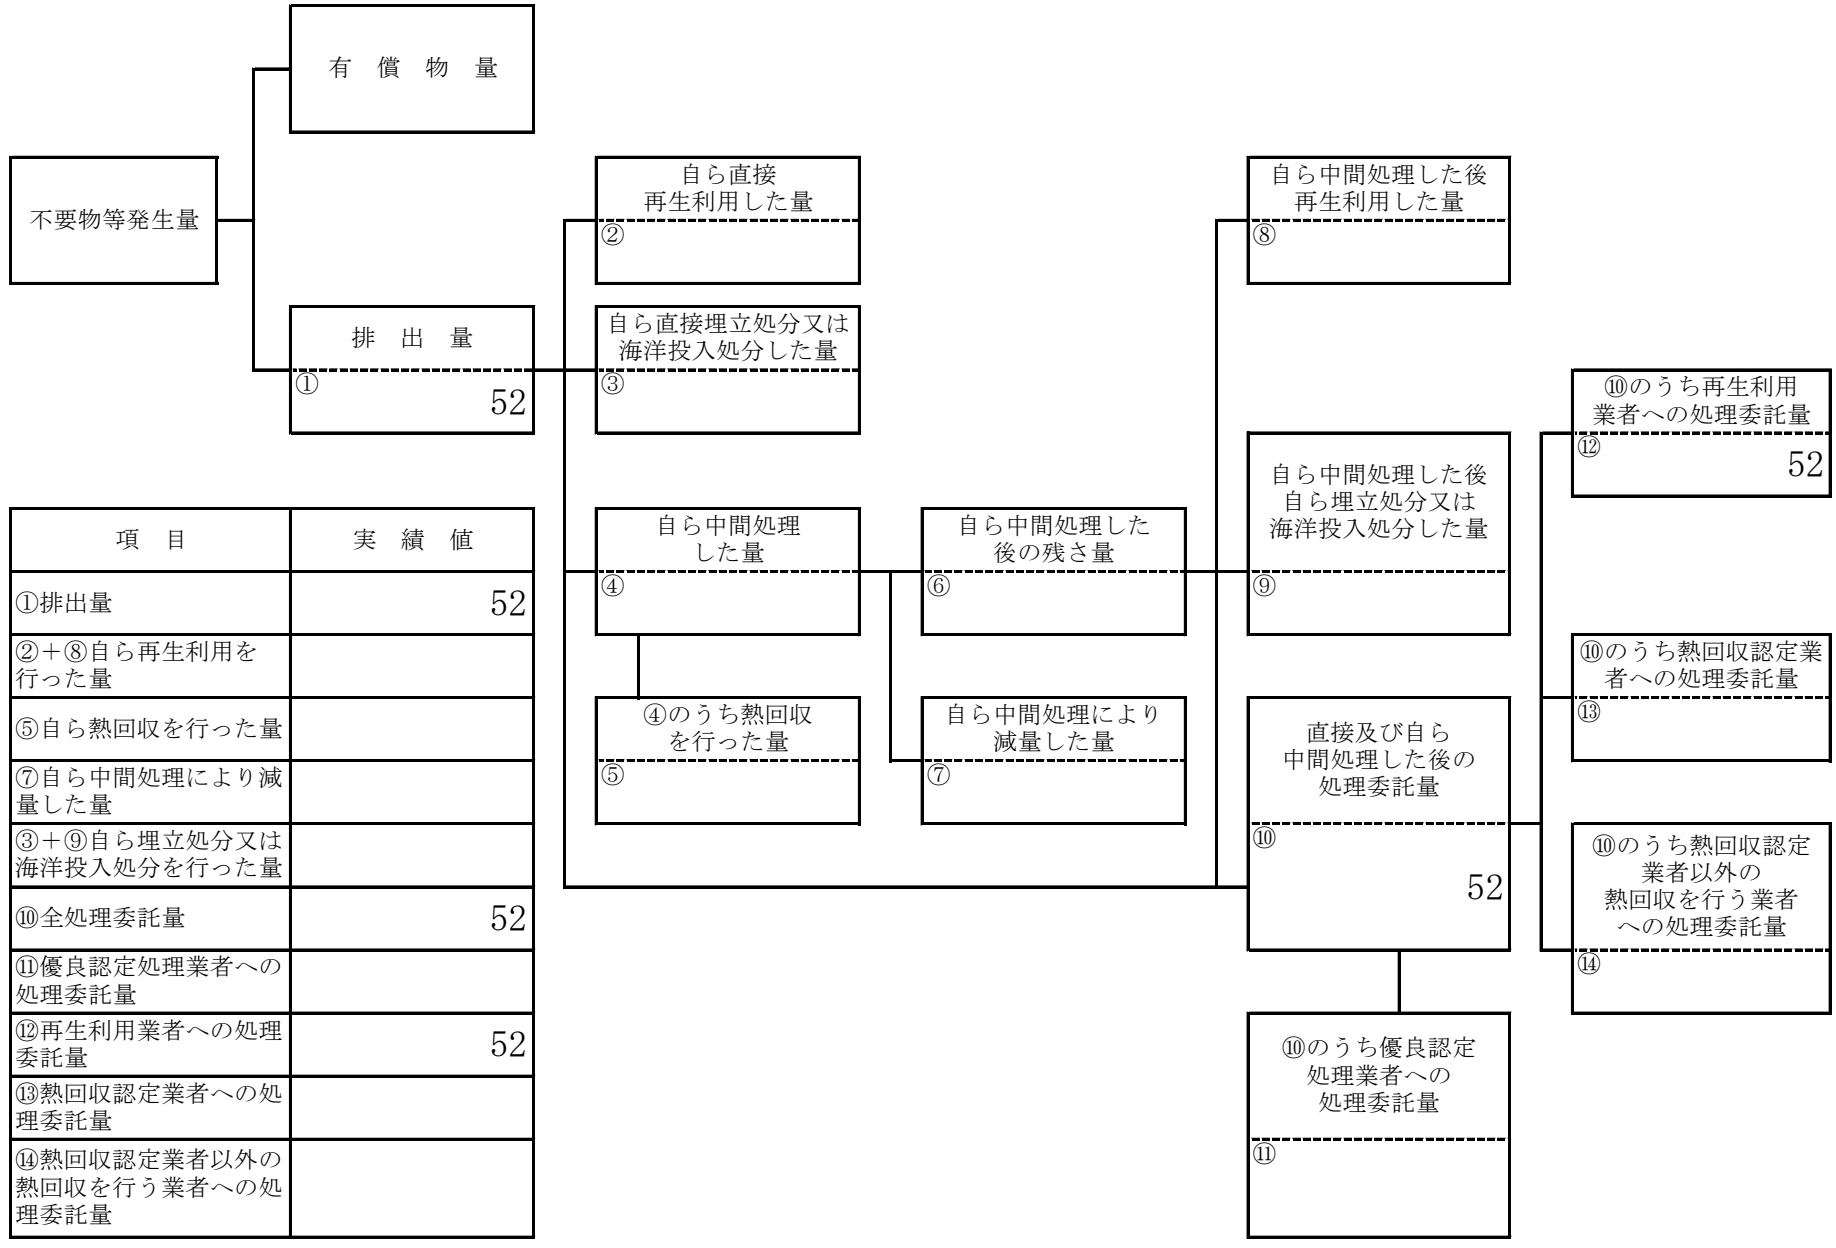 有　償　物　量
不要物等発生量
排　出　量
①
52
自ら直接
再生利用した量
②
自ら直接埋立処分又は
海洋投入処分した量
③
自ら中間処理
した量
④
④のうち熱回収
を行った量
⑤
自ら中間処理した
後の残さ量
⑥
自ら中間処理により
減量した量
⑦
自ら中間処理した後
再生利用した量
⑧
自ら中間処理した後
自ら埋立処分又は
海洋投入処分した量
⑨
直接及び自ら
中間処理した後の
処理委託量
⑩
52
⑩のうち優良認定
処理業者への
処理委託量
⑪
⑩のうち再生利用
業者への処理委託量
⑫
52
⑩のうち熱回収認定業
者への処理委託量
⑬
⑩のうち熱回収認定
業者以外の
熱回収を行う業者
への処理委託量
⑭
項　目　実　績　値
①排出量 52
②＋⑧自ら再生利用を
行った量
⑤自ら熱回収を行った量
⑦自ら中間処理により減
量した量
③＋⑨自ら埋立処分又は
海洋投入処分を行った量
⑩全処理委託量 52
⑪優良認定処理業者への
処理委託量
⑫再生利用業者への処理
委託量
52
⑬熱回収認定業者への処
理委託量
⑭熱回収認定業者以外の
熱回収を行う業者への処
理委託量